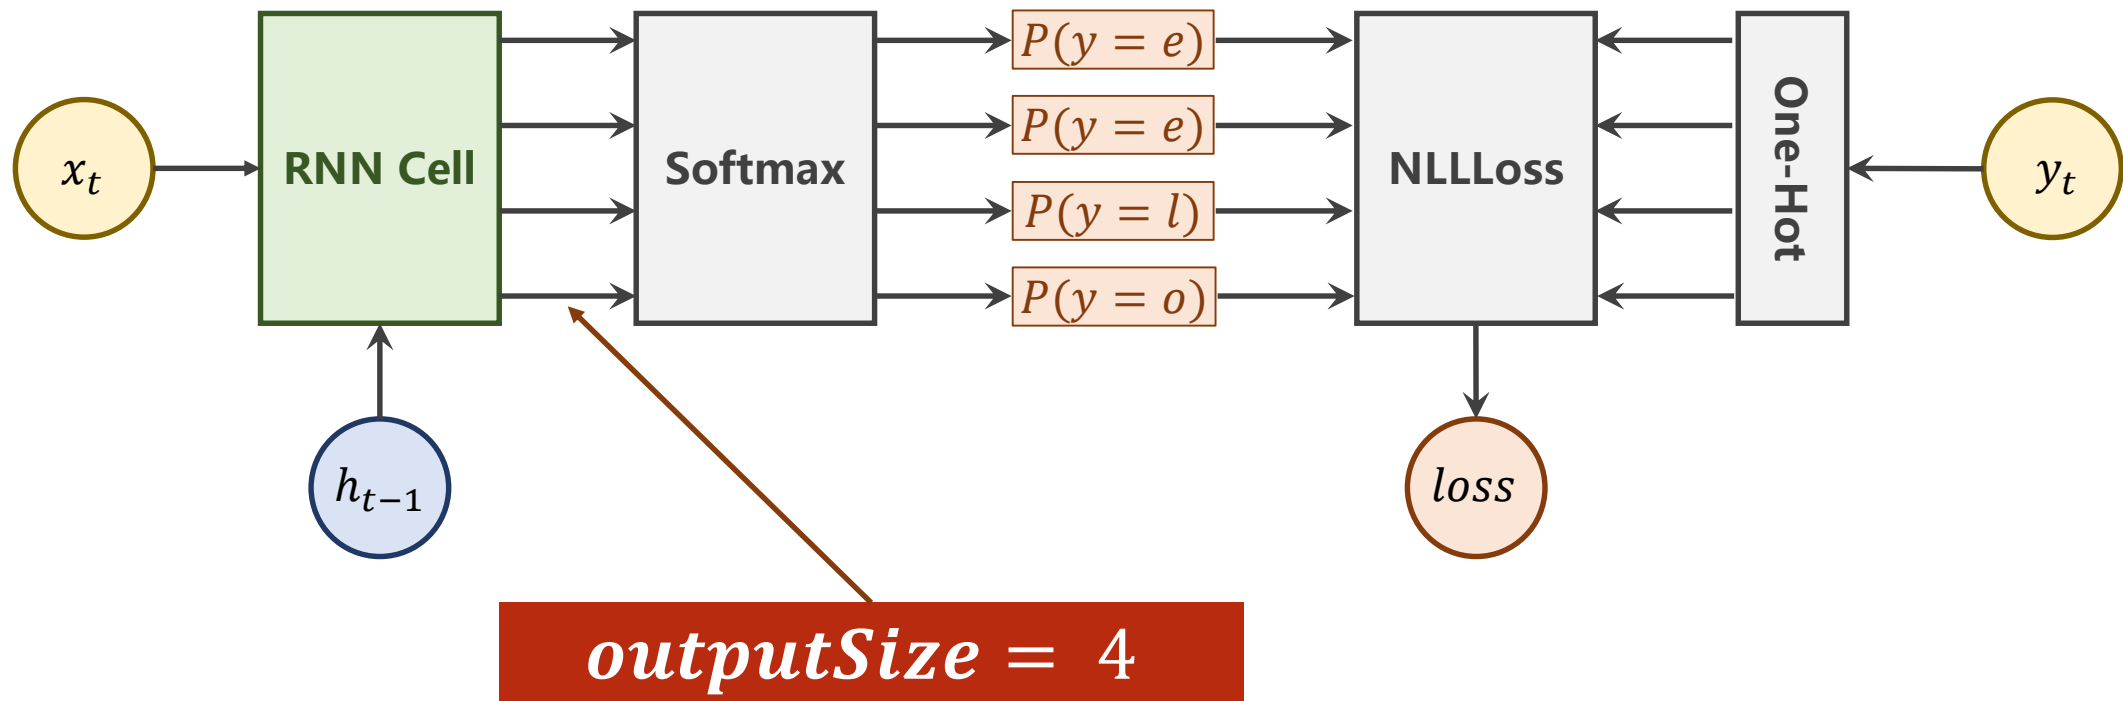 x_t
RNN Cell
Softmax
P(y = e)
P(y = e)
P(y = l)
P(y = o)
NLLLoss
One-Hot
y_t
h_{t−1}
loss
outputSize = 4